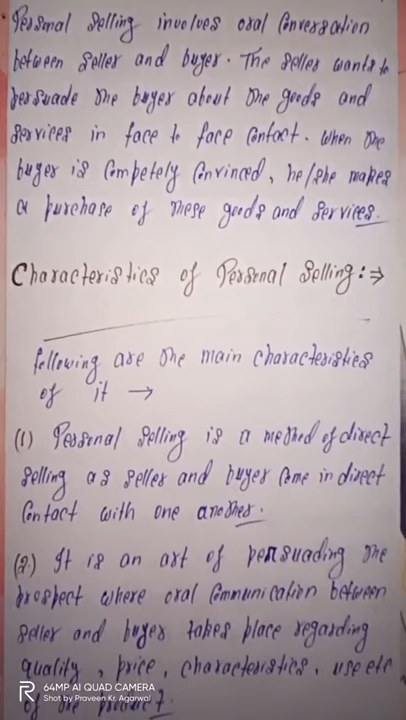 Personal Selling involves oral Conversation
between Seller and buyer. The Seller wants to
persuade the buyer about the goods and
Services in face to face Contact. when the
buyer is Competely Convinced, he/she makes
a purchase of these goods and services.
Characteristics of Personal Selling:⇒
following are the main characteristics
of it →
(1) Personal Selling is a method of direct
Selling as seller and buyer Come in direct
Contact with one another.
(2) It is an art of persuading the
prospect where oral Communication between
Seller and buyer takes place regarding
quality, price, characteristics, use etc
of the product.
64MP AI QUAD CAMERA
Shot by Praveen Kr. Agarwal